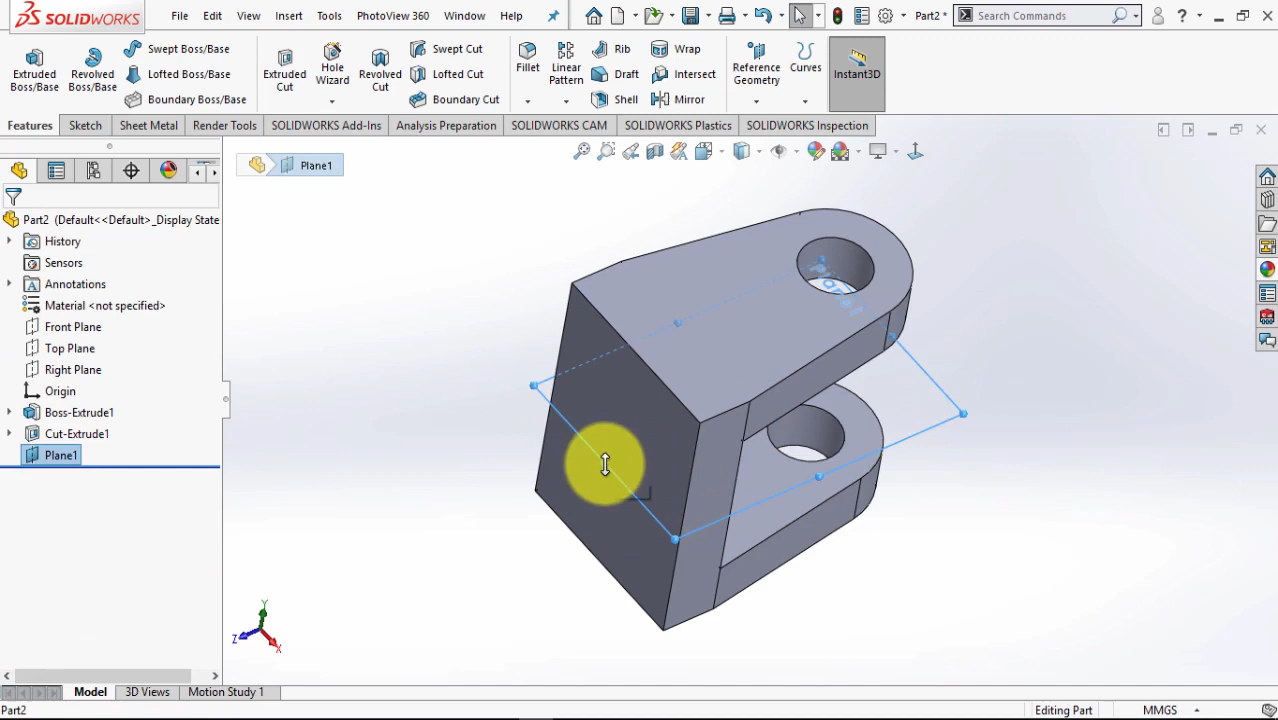 SOLIDWORKS File Edit View Insert Tools PhotoView 360 Window Help Part2 * Search Commands
Extruded Boss/Base
Revolved Boss/Base
Swept Boss/Base
Lofted Boss/Base
Boundary Boss/Base
Extruded Cut
Hole Wizard
Revolved Cut
Swept Cut
Lofted Cut
Boundary Cut
Fillet
Linear Pattern
Rib
Draft
Shell
Wrap
Intersect
Mirror
Reference Geometry
Curves
Instant3D
Features Sketch Sheet Metal Render Tools SOLIDWORKS Add-Ins Analysis Preparation SOLIDWORKS CAM SOLIDWORKS Plastics SOLIDWORKS Inspection
Plane1
Part2 (Default<<Default>_Display State
History
Sensors
Annotations
Material <not specified>
Front Plane
Top Plane
Right Plane
Origin
Boss-Extrude1
Cut-Extrude1
Plane1
Plane1
Y
Z
X
Model 3D Views Motion Study 1
Part2 Editing Part MMGS